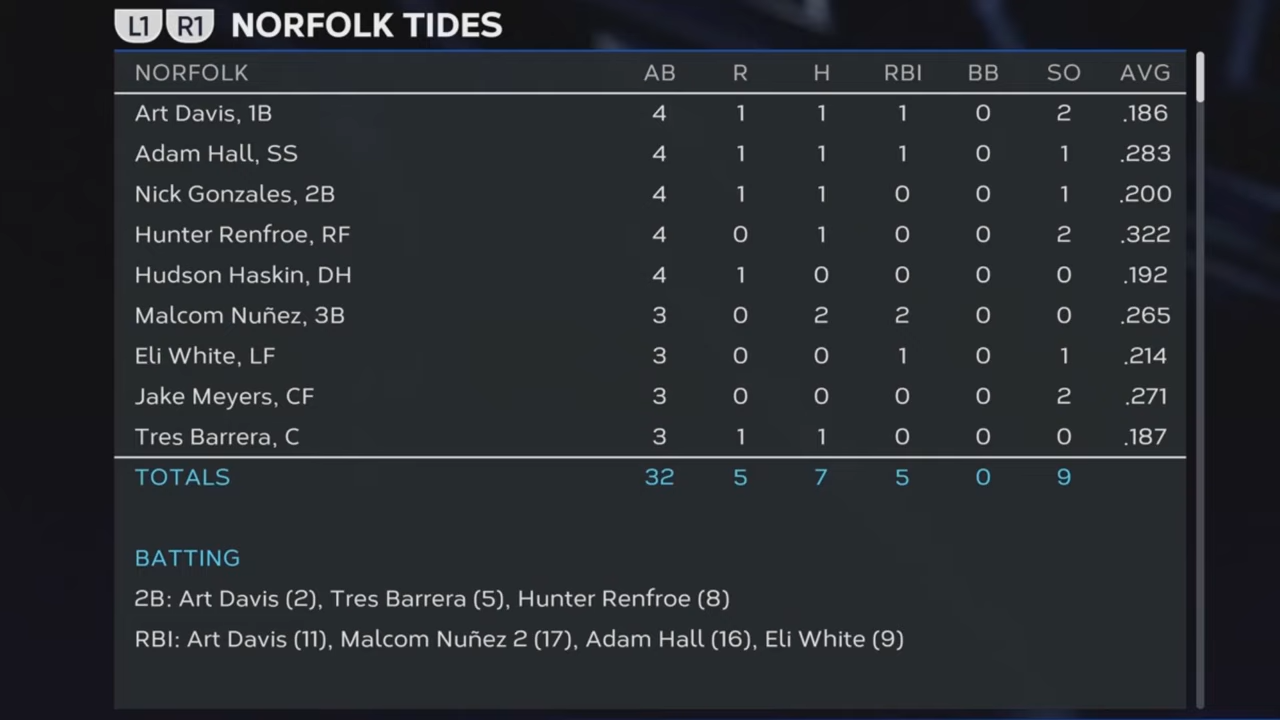 L1 R1 NORFOLK TIDES
NORFOLK AB R H RBI BB SO AVG
Art Davis, 1B 4 1 1 1 0 2 .186
Adam Hall, SS 4 1 1 1 0 1 .283
Nick Gonzales, 2B 4 1 1 0 0 1 .200
Hunter Renfroe, RF 4 0 1 0 0 2 .322
Hudson Haskin, DH 4 1 0 0 0 0 .192
Malcom Nuñez, 3B 3 0 2 2 0 0 .265
Eli White, LF 3 0 0 1 0 1 .214
Jake Meyers, CF 3 0 0 0 0 2 .271
Tres Barrera, C 3 1 1 0 0 0 .187
TOTALS 32 5 7 5 0 9
BATTING
2B: Art Davis (2), Tres Barrera (5), Hunter Renfroe (8)
RBI: Art Davis (11), Malcom Nuñez 2 (17), Adam Hall (16), Eli White (9)